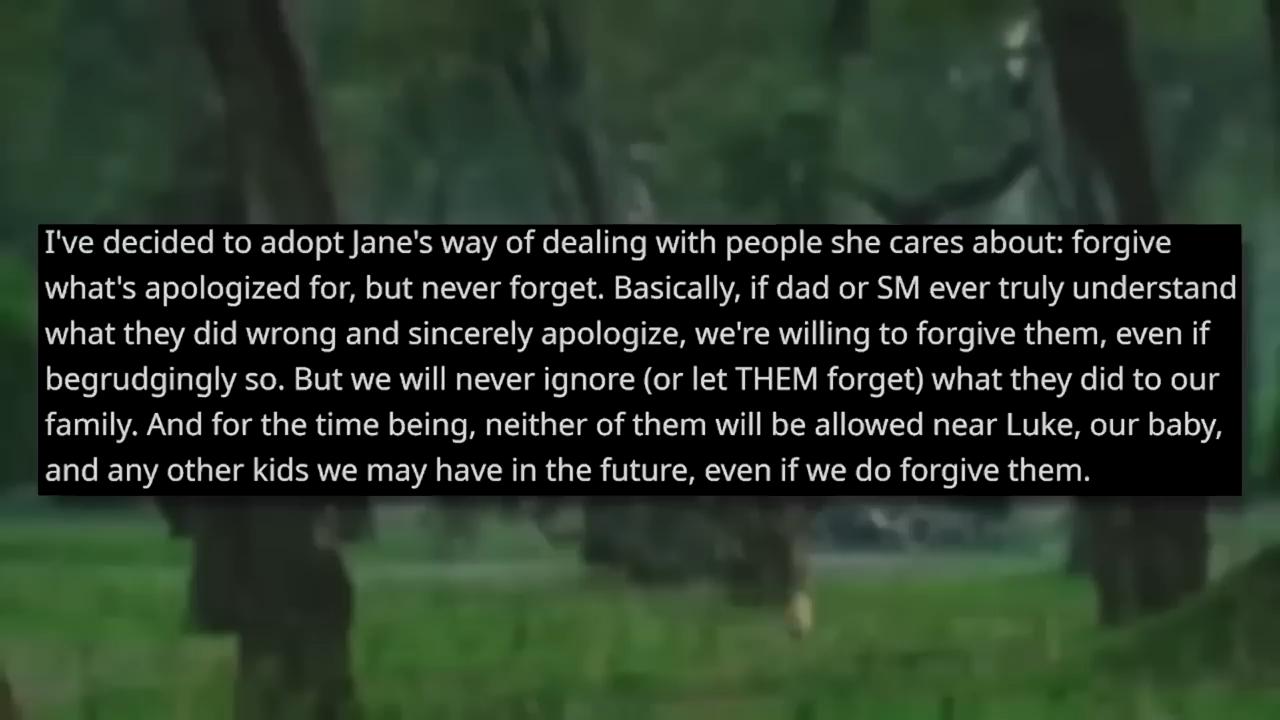 I've decided to adopt Jane's way of dealing with people she cares about: forgive
what's apologized for, but never forget. Basically, if dad or SM ever truly understand
what they did wrong and sincerely apologize, we're willing to forgive them, even if
begrudgingly so. But we will never ignore (or let THEM forget) what they did to our
family. And for the time being, neither of them will be allowed near Luke, our baby,
and any other kids we may have in the future, even if we do forgive them.